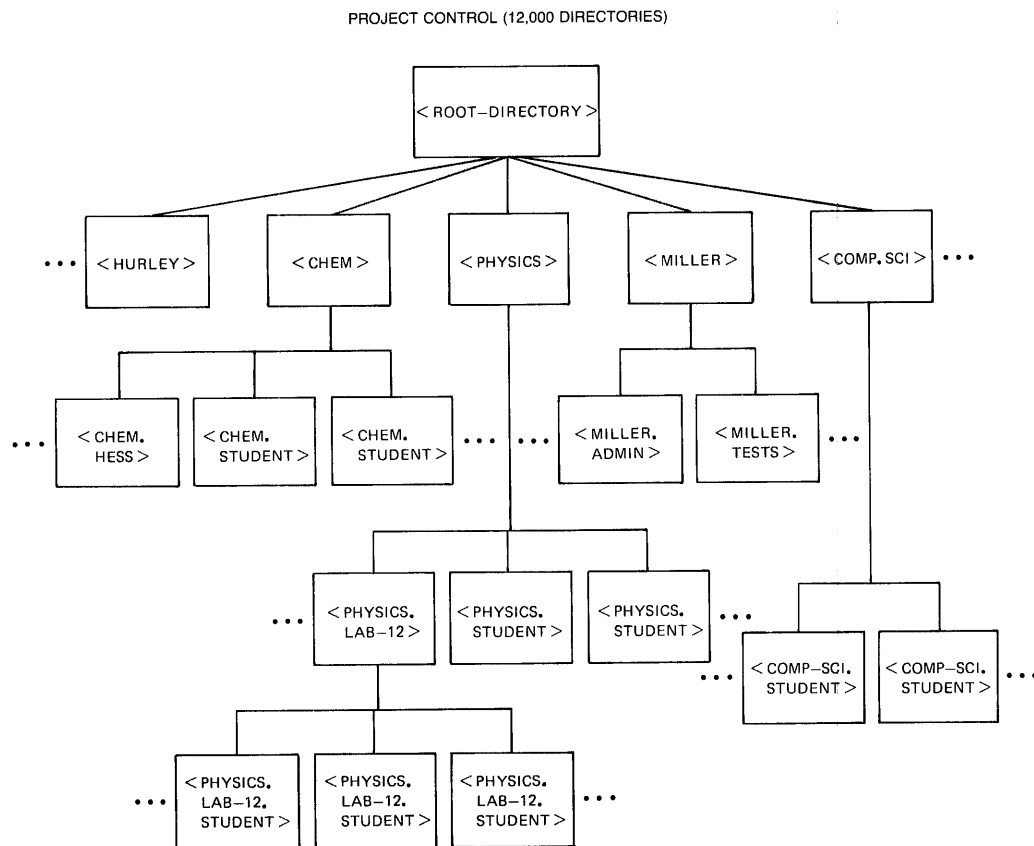 PROJECT CONTROL (12,000 DIRECTORIES)
<ROOT–DIRECTORY>
••• <HURLEY> <CHEM> <PHYSICS> <MILLER> <COMP.SCI> •••
••• <CHEM. <CHEM. <CHEM. ••• ••• <MILLER. <MILLER. •••
HESS> STUDENT> STUDENT> ADMIN> TESTS>
••• <PHYSICS. <PHYSICS. <PHYSICS. •••
LAB–12> STUDENT> STUDENT>
••• <COMP–SCI. <COMP–SCI. •••
STUDENT> STUDENT>
••• <PHYSICS. <PHYSICS. <PHYSICS. •••
LAB–12. LAB–12. LAB–12.
STUDENT> STUDENT> STUDENT>